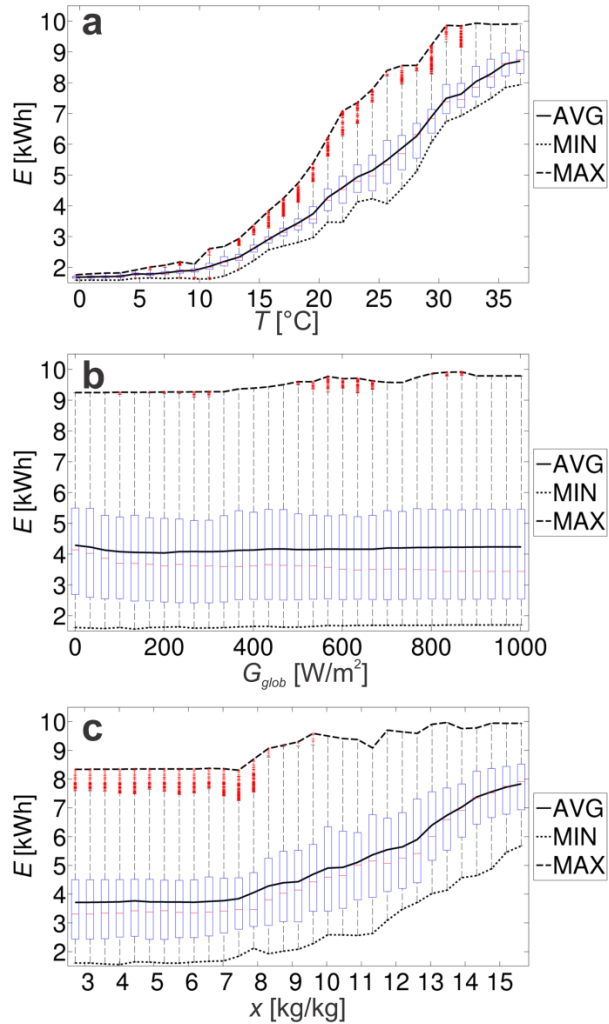 a
10
9
8
7
6
5
4
3
2
E [kWh]
0 5 10 15 20 25 30 35
T [°C]
AVG
MIN
MAX
b
10
9
8
7
6
5
4
3
2
E [kWh]
0 200 400 600 800 1000
G_glob [W/m²]
AVG
MIN
MAX
c
10
9
8
7
6
5
4
3
2
E [kWh]
3 4 5 6 7 8 9 10 11 12 13 14 15
x [kg/kg]
AVG
MIN
MAX